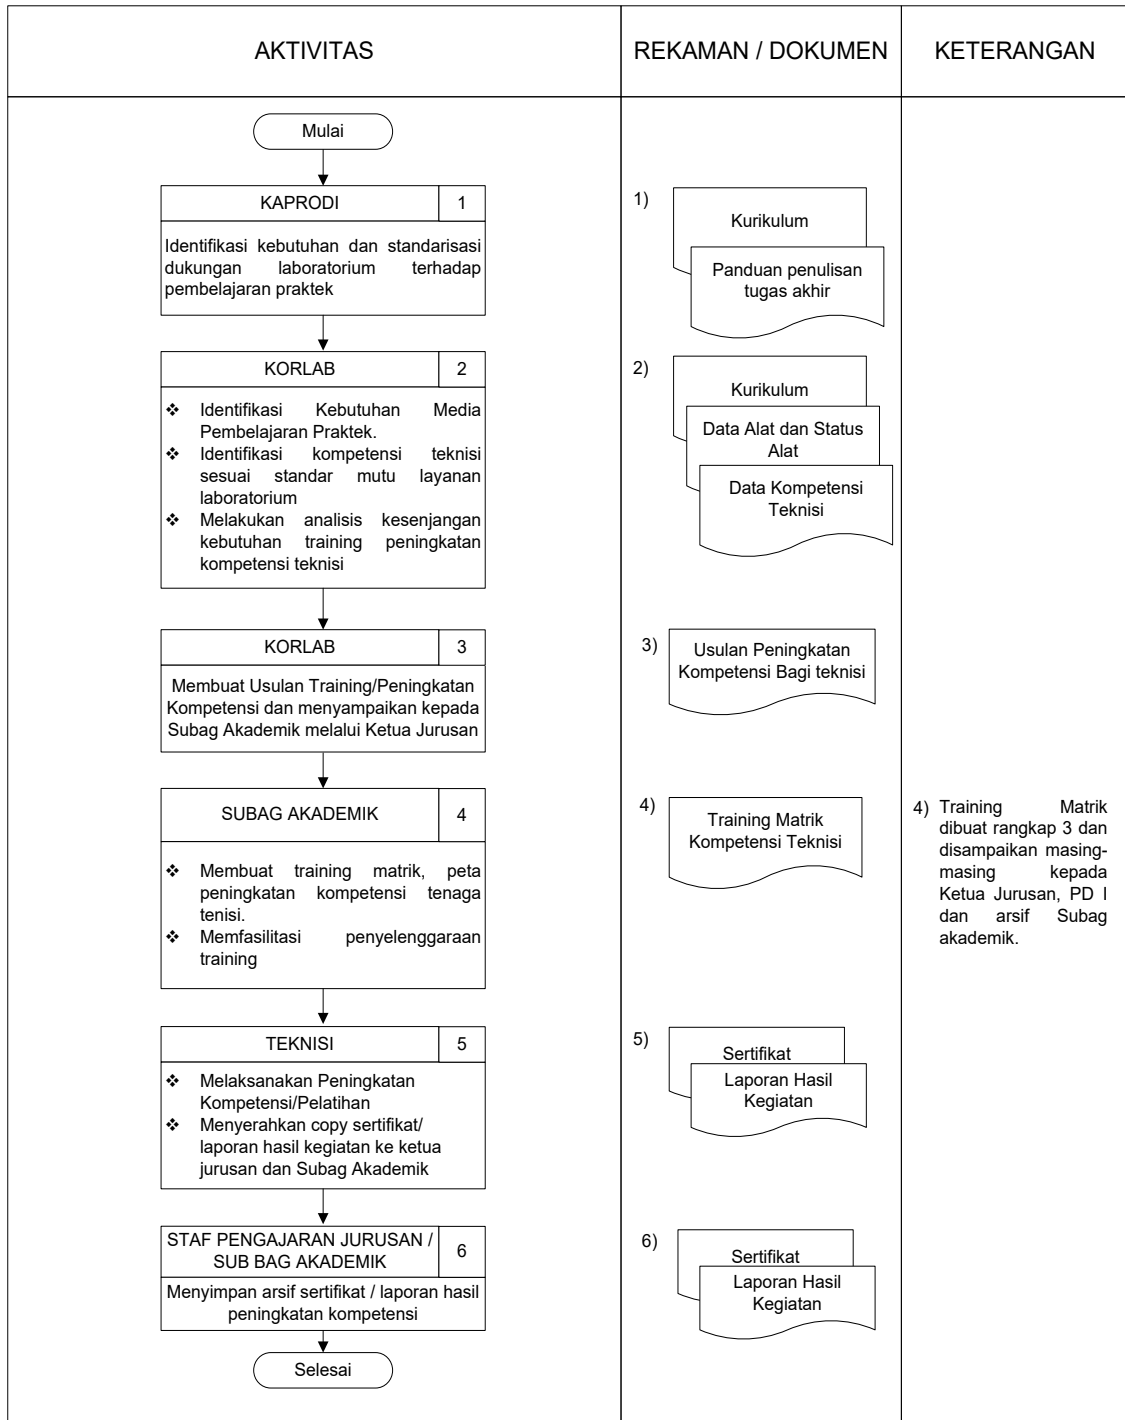 AKTIVITAS
REKAMAN / DOKUMEN
KETERANGAN
Mulai
KAPRODI
1
Identifikasi kebutuhan dan standarisasi
dukungan laboratorium terhadap
pembelajaran praktek
1)
Kurikulum
Panduan penulisan
tugas akhir
KORLAB
2
❖ Identifikasi Kebutuhan Media
Pembelajaran Praktek.
❖ Identifikasi kompetensi teknisi
sesuai standar mutu layanan
laboratorium
❖ Melakukan analisis kesenjangan
kebutuhan training peningkatan
kompetensi teknisi
2)
Kurikulum
Data Alat dan Status
Alat
Data Kompetensi
Teknisi
KORLAB
3
Membuat Usulan Training/Peningkatan
Kompetensi dan menyampaikan kepada
Subag Akademik melalui Ketua Jurusan
3)
Usulan Peningkatan
Kompetensi Bagi teknisi
SUBAG AKADEMIK
4
❖ Membuat training matrik, peta
peningkatan kompetensi tenaga
tenisi.
❖ Memfasilitasi penyelenggaraan
training
4)
Training Matrik
Kompetensi Teknisi
4) Training Matrik
dibuat rangkap 3 dan
disampaikan masing-
masing kepada
Ketua Jurusan, PD I
dan arsif Subag
akademik.
TEKNISI
5
❖ Melaksanakan Peningkatan
Kompetensi/Pelatihan
❖ Menyerahkan copy sertifikat/
laporan hasil kegiatan ke ketua
jurusan dan Subag Akademik
5)
Sertifikat
Laporan Hasil
Kegiatan
STAF PENGAJARAN JURUSAN /
SUB BAG AKADEMIK
6
Menyimpan arsif sertifikat / laporan hasil
peningkatan kompetensi
6)
Sertifikat
Laporan Hasil
Kegiatan
Selesai